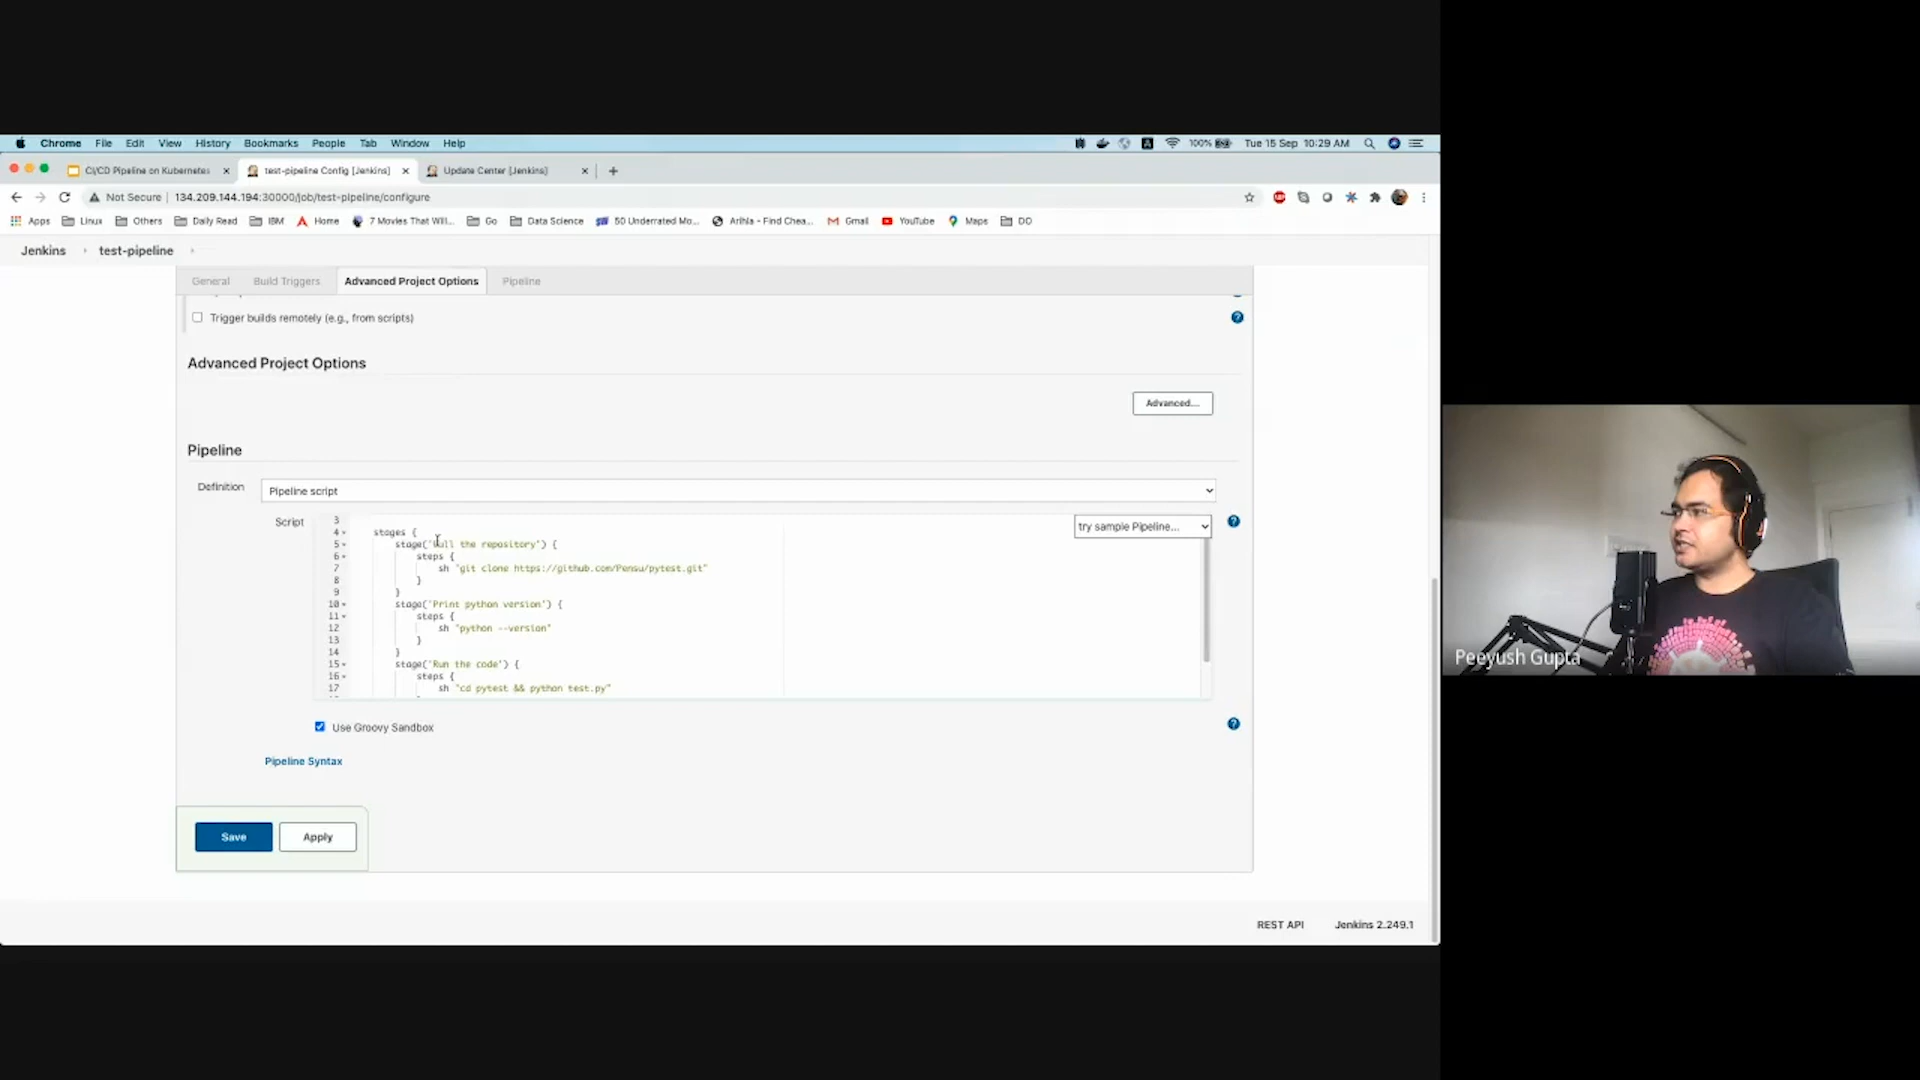 Chrome File Edit View History Bookmarks People Tab Window Help 100% Tue 15 Sep 10:29 AM
CI/CD Pipeline on Kubernetes test-pipeline Config [Jenkins] Update Center [Jenkins]
Not Secure 134.209.144.194:30000/job/test-pipeline/configure
Apps Linux Others Daily Read IBM Home 7 Movies That Will... Go Data Science 50 Underrated Mo... Arihla - Find Chea... Gmail YouTube Maps DO
Jenkins test-pipeline
General Build Triggers Advanced Project Options Pipeline
Trigger builds remotely (e.g., from scripts)
Advanced Project Options
Advanced...
Pipeline
Definition Pipeline script
Script
try sample Pipeline...
3
4 stages {
5 stage('Pull the repository') {
6 steps {
7 sh "git clone https://github.com/Pensu/pytest.git"
8 }
9 }
10 stage('Print python version') {
11 steps {
12 sh "python --version"
13 }
14 }
15 stage('Run the code') {
16 steps {
17 sh "cd pytest && python test.py"
Use Groovy Sandbox
Pipeline Syntax
Save Apply
REST API Jenkins 2.249.1
Peeyush Gupta